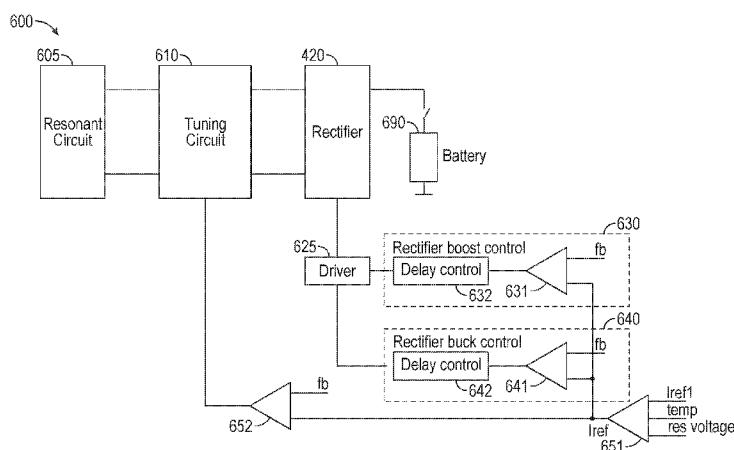 600
605
610
420
Resonant
Circuit
Tuning
Circuit
Rectifier
690
Battery
630
625
Rectifier boost control
fb
Driver
Delay control
632
631
640
Rectifier buck control
fb
Delay control
642
641
fb
652
Iref
Iref1
temp
res voltage
651